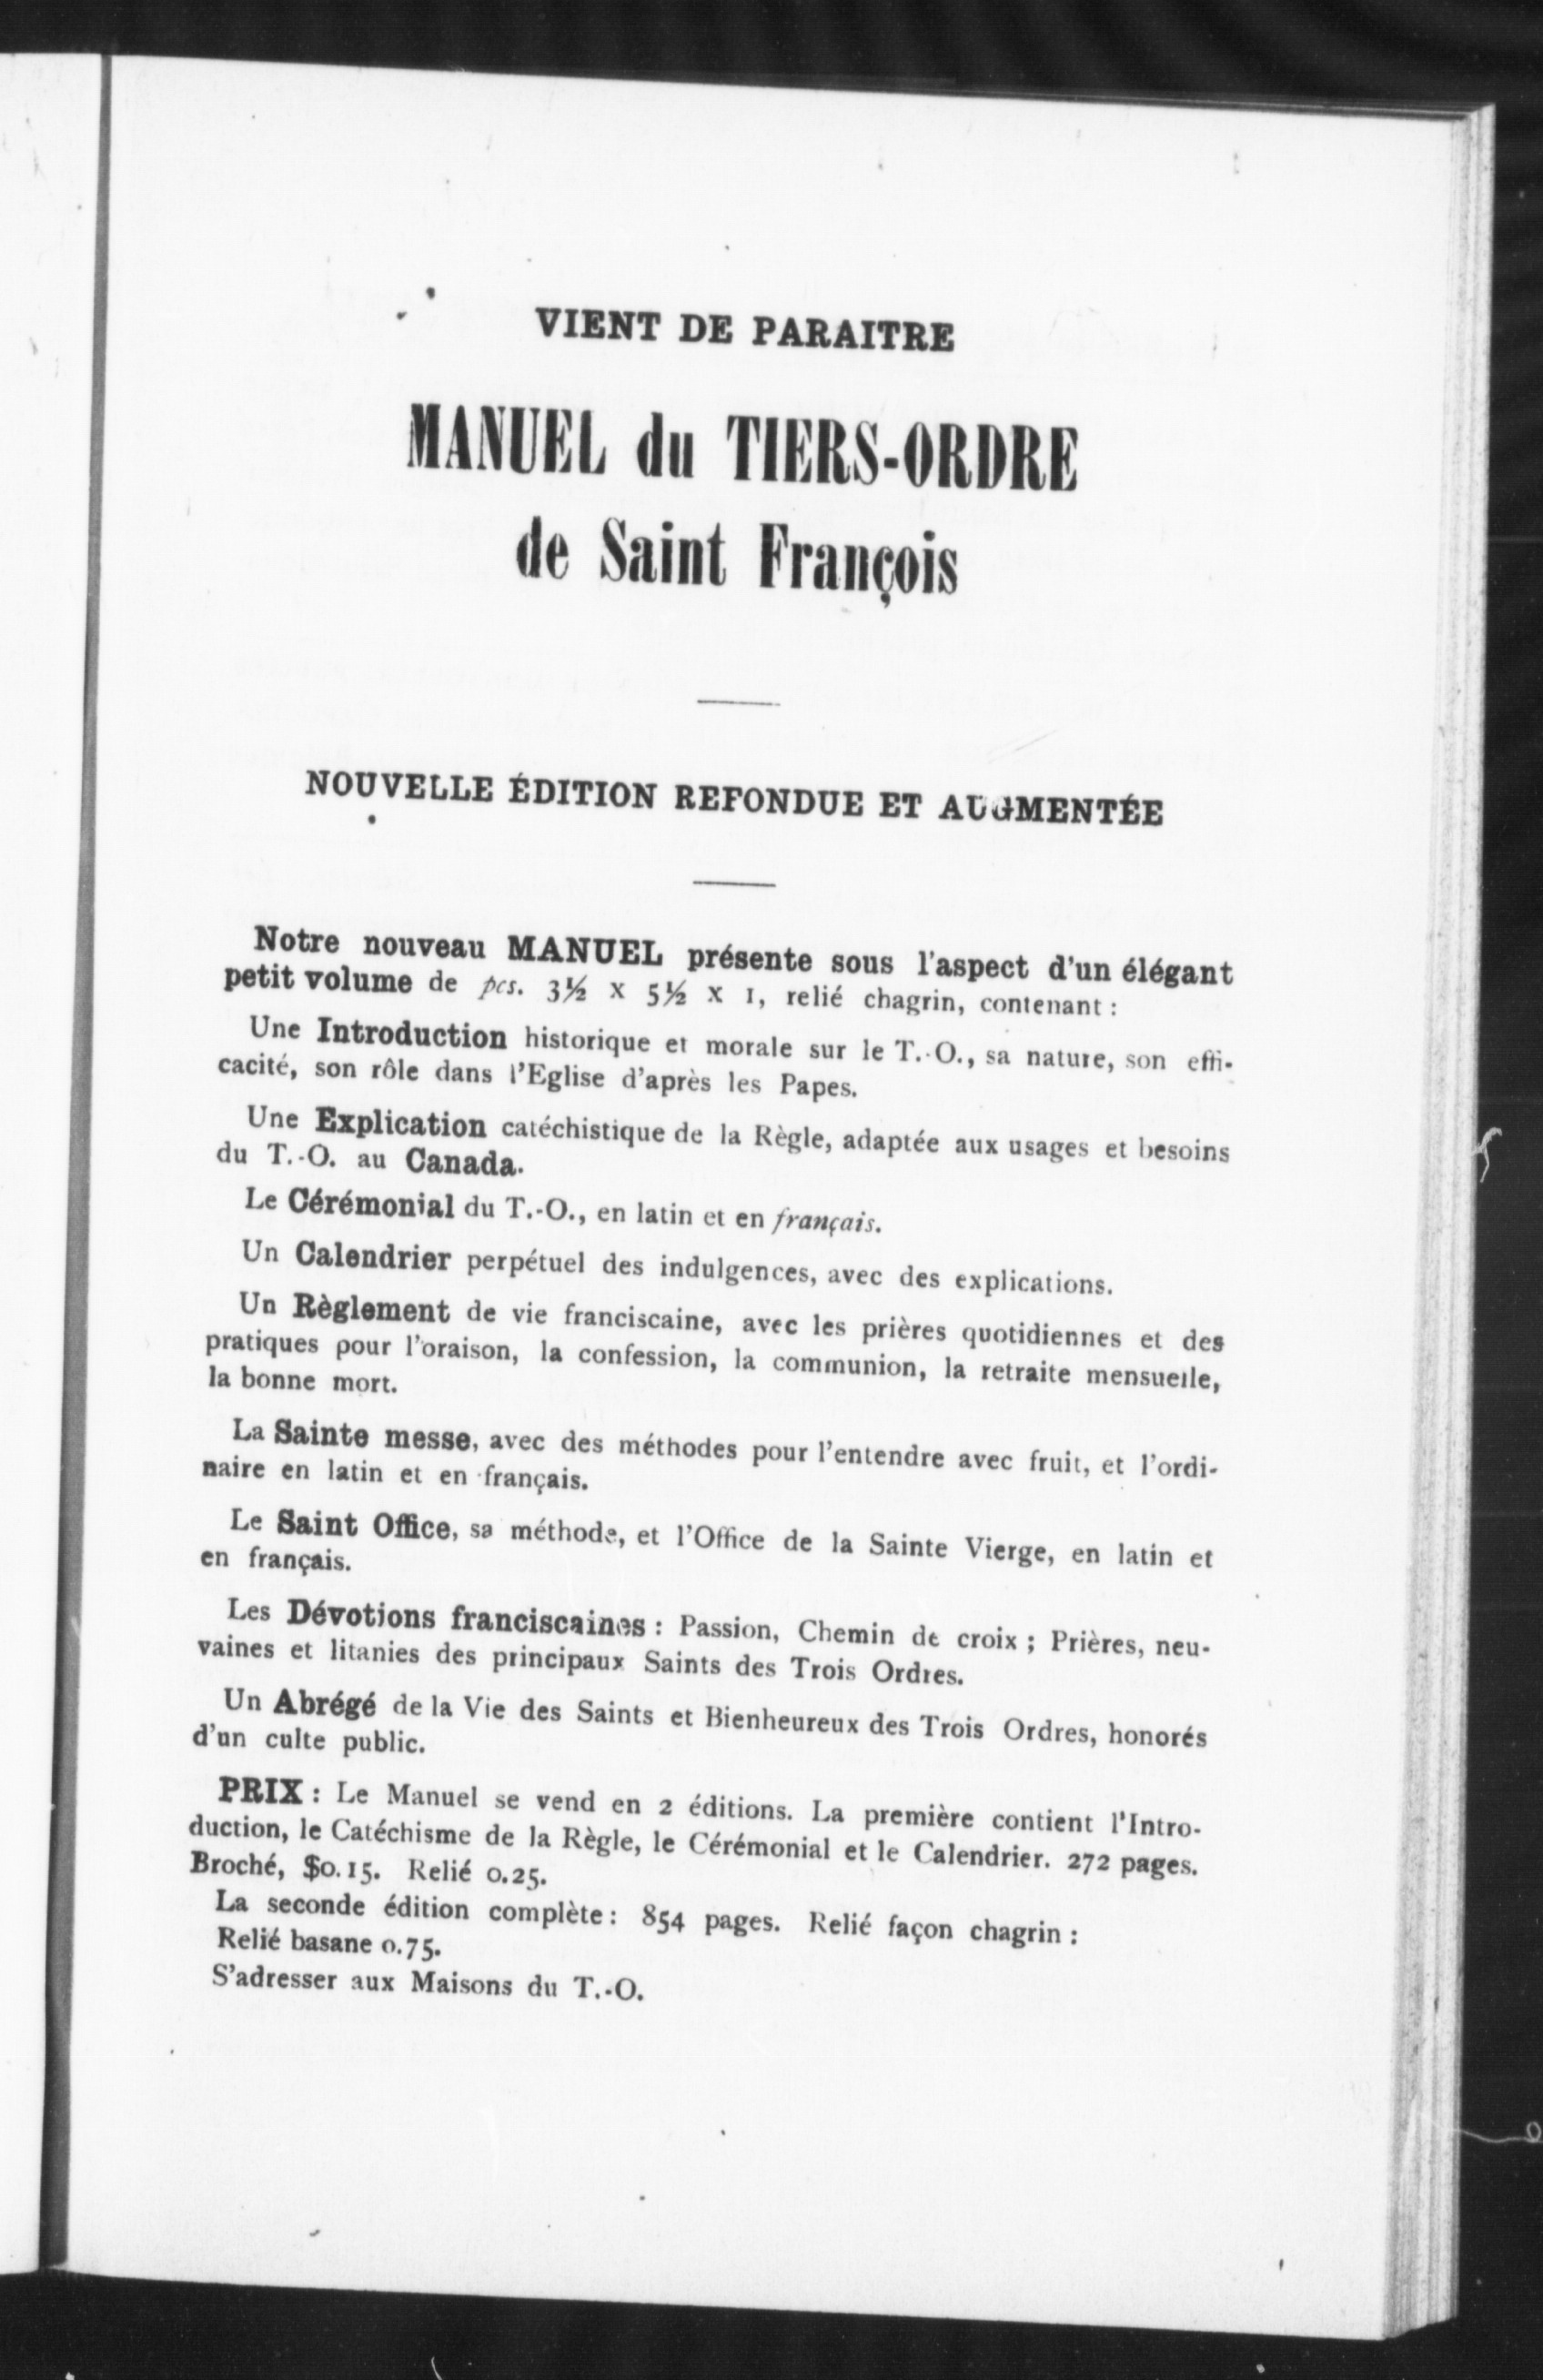 VIENT DE PARAITRE
MANUEL du TIERS-ORDRE
de Saint François
NOUVELLE ÉDITION REFONDUE ET AUGMENTÉE
Notre nouveau MANUEL présente sous l'aspect d'un élégant
petit volume de pcs. 3½ x 5½ x 1, relié chagrin, contenant :
Une Introduction historique et morale sur le T.-O., sa nature, son effi-
cacité, son rôle dans l'Eglise d'après les Papes.
Une Explication catéchistique de la Règle, adaptée aux usages et besoins
du T.-O. au Canada.
Le Cérémonial du T.-O., en latin et en français.
Un Calendrier perpétuel des indulgences, avec des explications.
Un Règlement de vie franciscaine, avec les prières quotidiennes et des
pratiques pour l'oraison, la confession, la communion, la retraite mensuelle,
la bonne mort.
La Sainte messe, avec des méthodes pour l'entendre avec fruit, et l'ordi-
naire en latin et en français.
Le Saint Office, sa méthode, et l'Office de la Sainte Vierge, en latin et
en français.
Les Dévotions franciscaines : Passion, Chemin de croix ; Prières, neu-
vaines et litanies des principaux Saints des Trois Ordres.
Un Abrégé de la Vie des Saints et Bienheureux des Trois Ordres, honorés
d'un culte public.
PRIX : Le Manuel se vend en 2 éditions. La première contient l'Intro-
duction, le Catéchisme de la Règle, le Cérémonial et le Calendrier. 272 pages.
Broché, $0.15. Relié 0.25.
La seconde édition complète : 854 pages. Relié façon chagrin :
Relié basane 0.75.
S'adresser aux Maisons du T.-O.